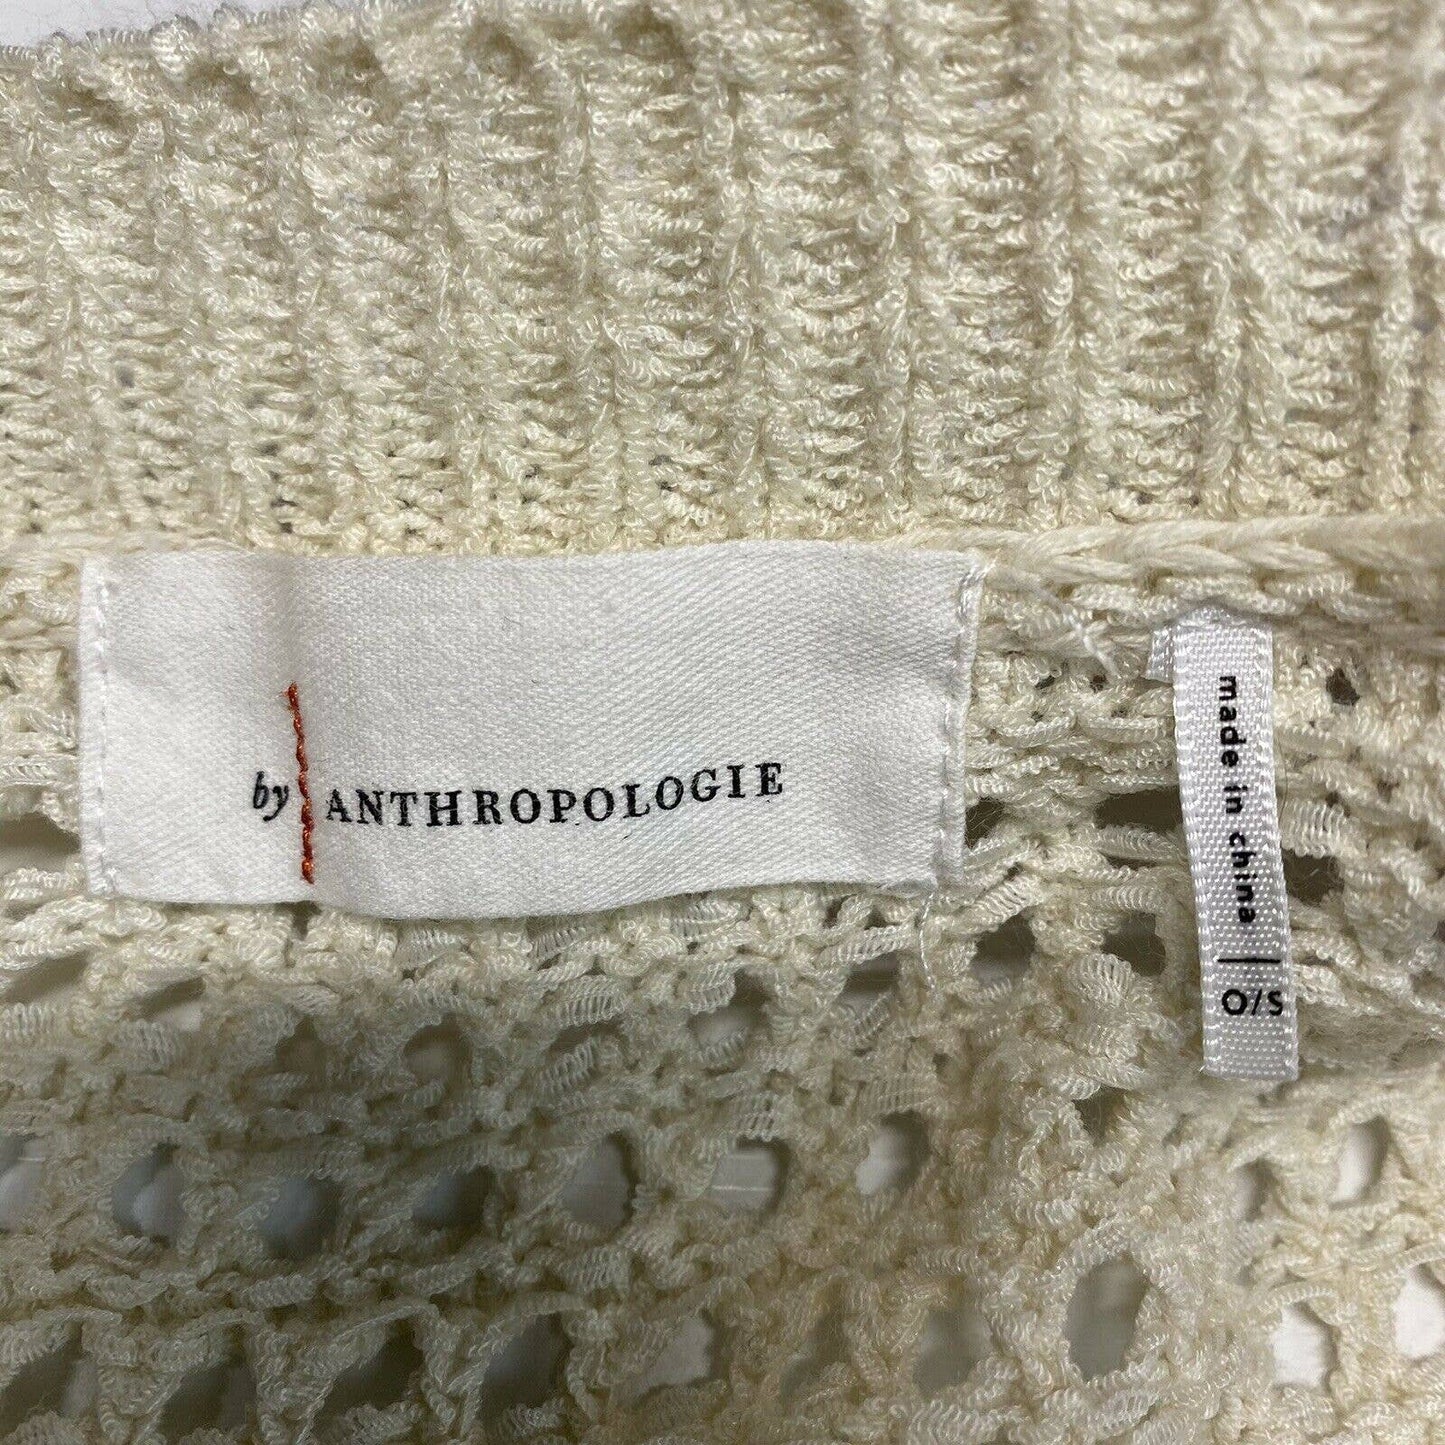 by ANTHROPOLOGIE
made in china | O/S